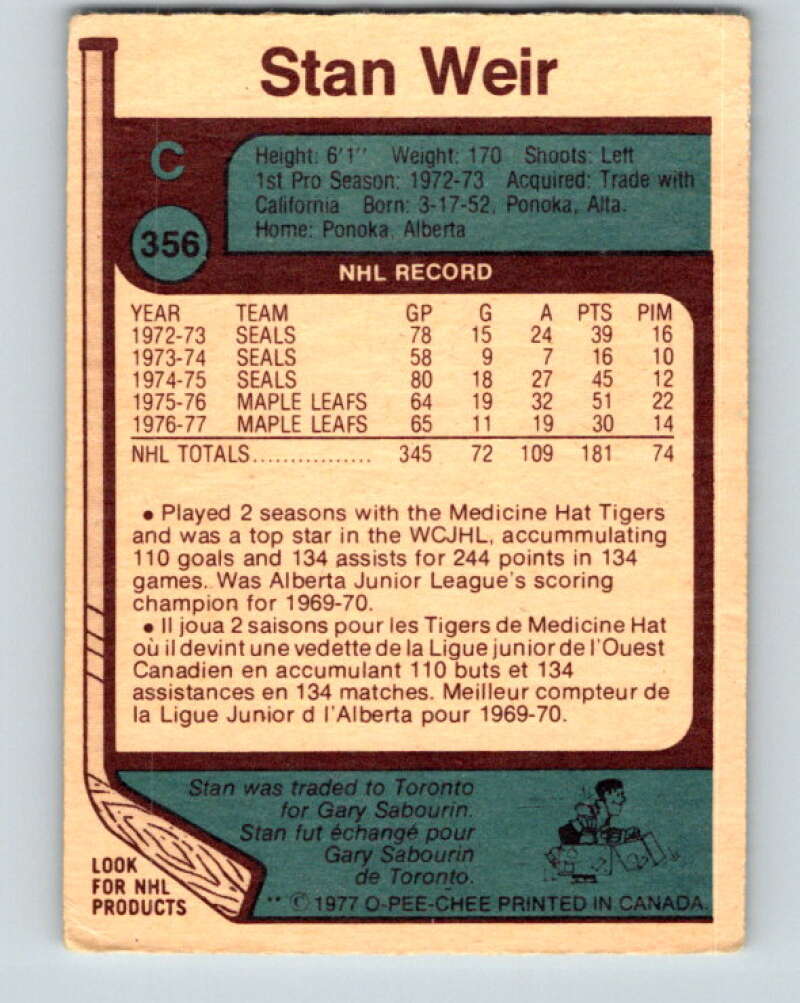 Stan Weir
C
Height: 6'1" Weight: 170 Shoots: Left
1st Pro Season: 1972-73 Acquired: Trade with
California Born: 3-17-52, Ponoka, Alta.
Home: Ponoka, Alberta
356
NHL RECORD
YEAR TEAM GP G A PTS PIM
1972-73 SEALS 78 15 24 39 16
1973-74 SEALS 58 9 7 16 10
1974-75 SEALS 80 18 27 45 12
1975-76 MAPLE LEAFS 64 19 32 51 22
1976-77 MAPLE LEAFS 65 11 19 30 14
NHL TOTALS................ 345 72 109 181 74
• Played 2 seasons with the Medicine Hat Tigers
and was a top star in the WCJHL, accummulating
110 goals and 134 assists for 244 points in 134
games. Was Alberta Junior League's scoring
champion for 1969-70.
• Il joua 2 saisons pour les Tigers de Medicine Hat
où il devint une vedette de la Ligue junior de l'Ouest
Canadien en accumulant 110 buts et 134
assistances en 134 matches. Meilleur compteur de
la Ligue Junior d l'Alberta pour 1969-70.
Stan was traded to Toronto
for Gary Sabourin.
Stan fut échangé pour
Gary Sabourin
de Toronto.
LOOK
FOR NHL
PRODUCTS
** © 1977 O-PEE-CHEE PRINTED IN CANADA.